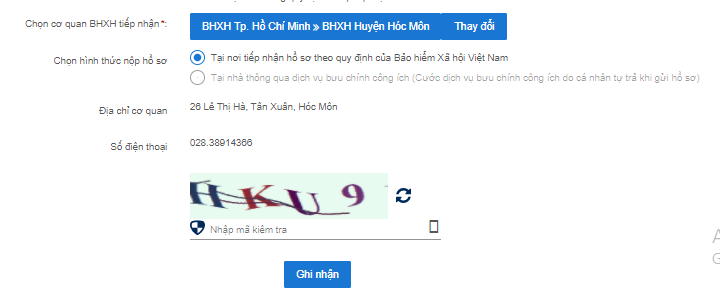 Chọn cơ quan BHXH tiếp nhận*: BHXH Tp. Hồ Chí Minh » BHXH Huyện Hóc Môn Thay đổi
Chọn hình thức nộp hồ sơ Tại nơi tiếp nhận hồ sơ theo quy định của Bảo hiểm Xã hội Việt Nam
Tại nhà thông qua dịch vụ bưu chính công ích (Cước dịch vụ bưu chính công ích do cá nhân tự trả khi gửi hồ sơ)
Địa chỉ cơ quan 26 Lê Thị Hà, Tân Xuân, Hóc Môn
Số điện thoại 028.38914366
HKU9
Nhập mã kiểm tra
Ghi nhận